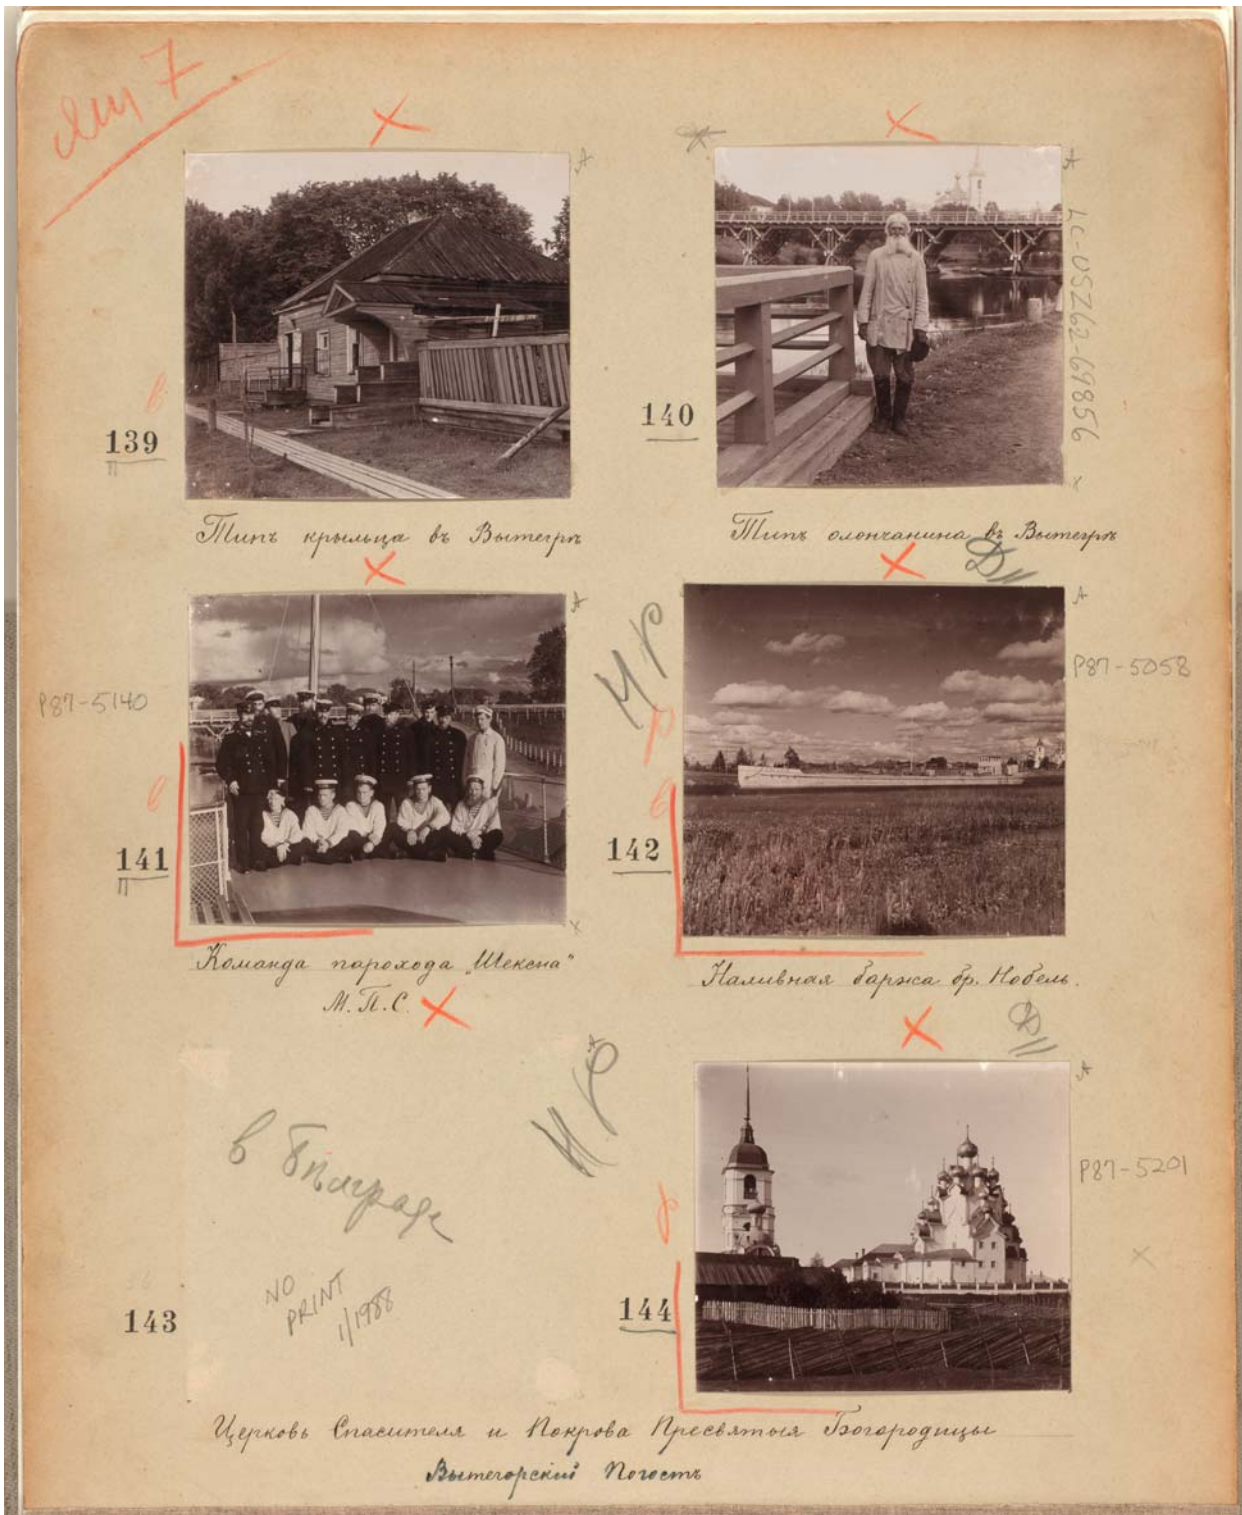 Ящ 7
139
П
Типъ крыльца въ Вытегрѣ
140
LC-USZ62-69856
Типъ олончанина въ Вытегрѣ
P87-5140
141
П
Команда парохода „Шексна"
М.П.С.
P87-5058
142
Наливная баржа бр. Нобель.
143
в
NO
PRINT
1/1988
P87-5201
144
Церковь Спасителя и Покрова Пресвятыя Богородицы
Вытегорскій Погостъ